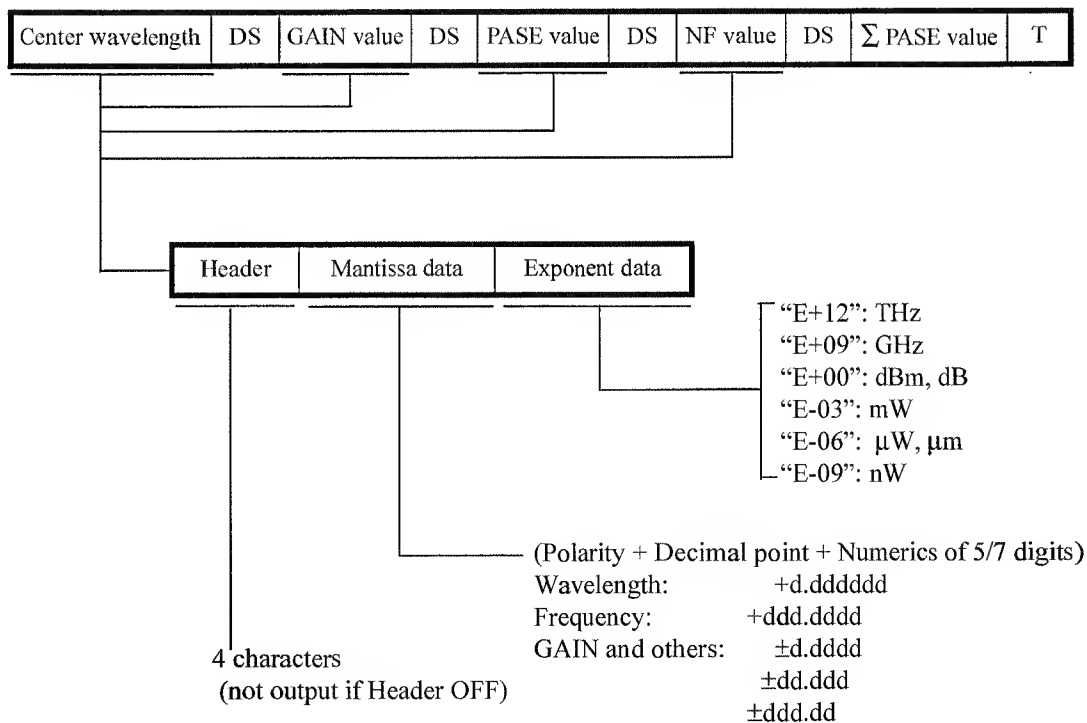 Center wavelength DS GAIN value DS PASE value DS NF value DS Σ PASE value T
Header Mantissa data Exponent data
“E+12”: THz
“E+09”: GHz
“E+00”: dBm, dB
“E-03”: mW
“E-06”: μW, μm
“E-09”: nW
(Polarity + Decimal point + Numerics of 5/7 digits)
Wavelength: +d.dddddd
Frequency: +ddd.dddd
GAIN and others: ±d.dddd
±dd.ddd
±ddd.dd
4 characters
(not output if Header OFF)